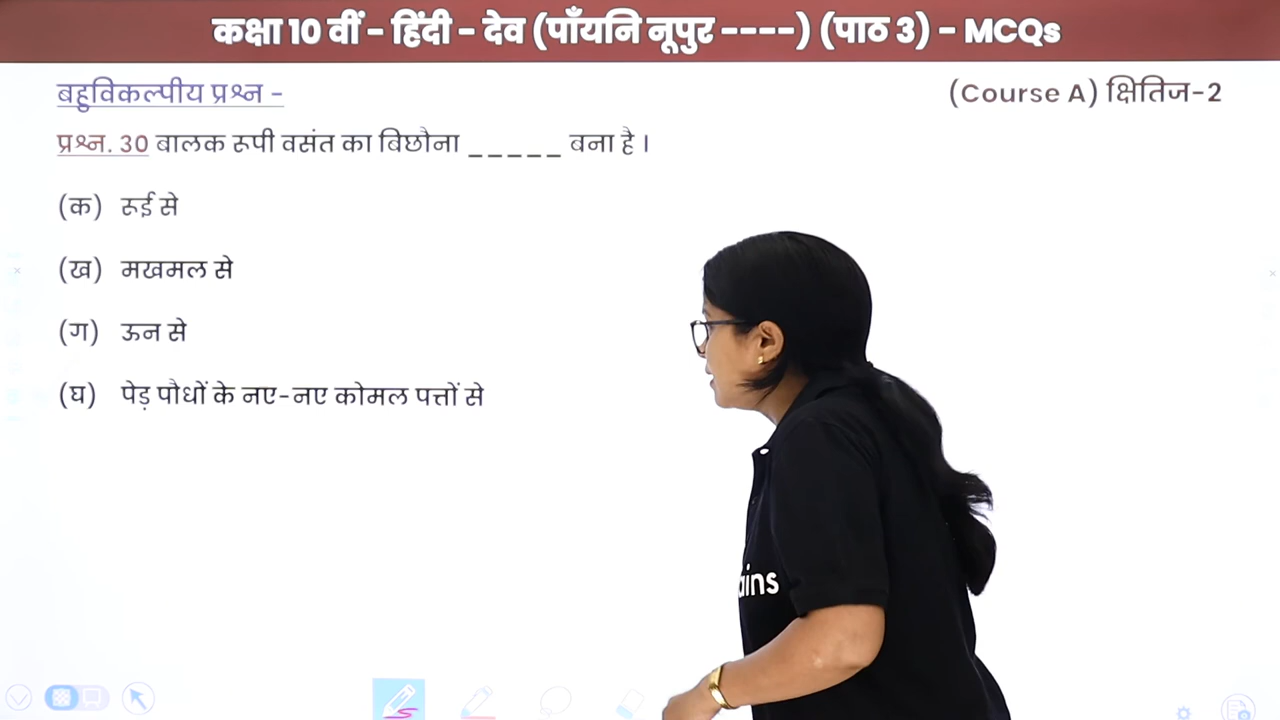 कक्षा 10 वीं - हिंदी - देव (पाँयनि नूपुर ----) (पाठ 3) - MCQs
बहुविकल्पीय प्रश्न -
(Course A) क्षितिज-2
प्रश्न. 30 बालक रूपी वसंत का बिछौना _____ बना है ।
(क) रूई से
(ख) मखमल से
(ग) ऊन से
(घ) पेड़ पौधों के नए-नए कोमल पत्तों से